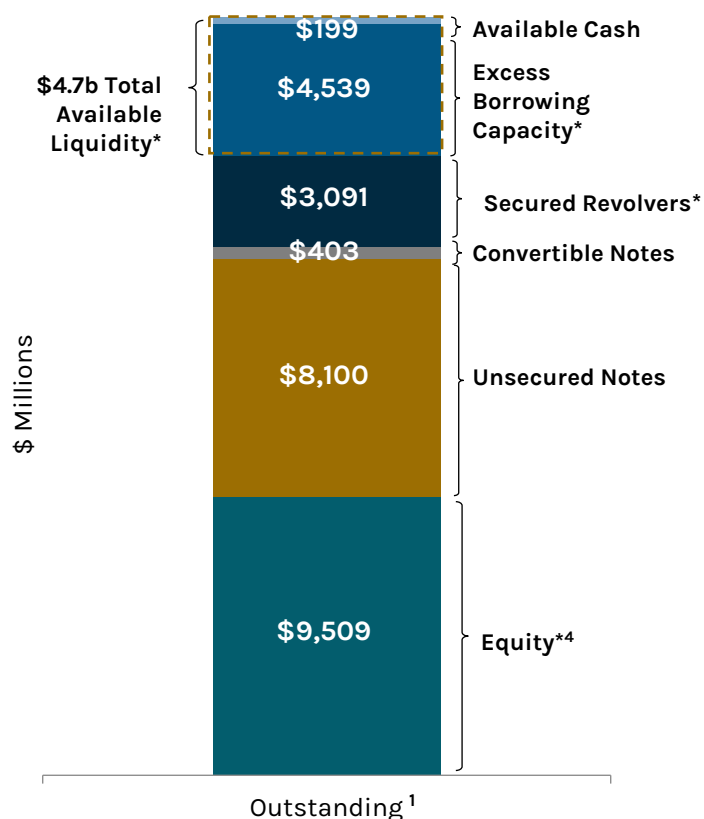 $199
Available Cash
$4.7b Total
Available
Liquidity*
$4,539
Excess
Borrowing
Capacity*
$3,091
Secured Revolvers*
$403
Convertible Notes
$ Millions
$8,100
Unsecured Notes
$9,509
Equity*⁴
Outstanding ¹